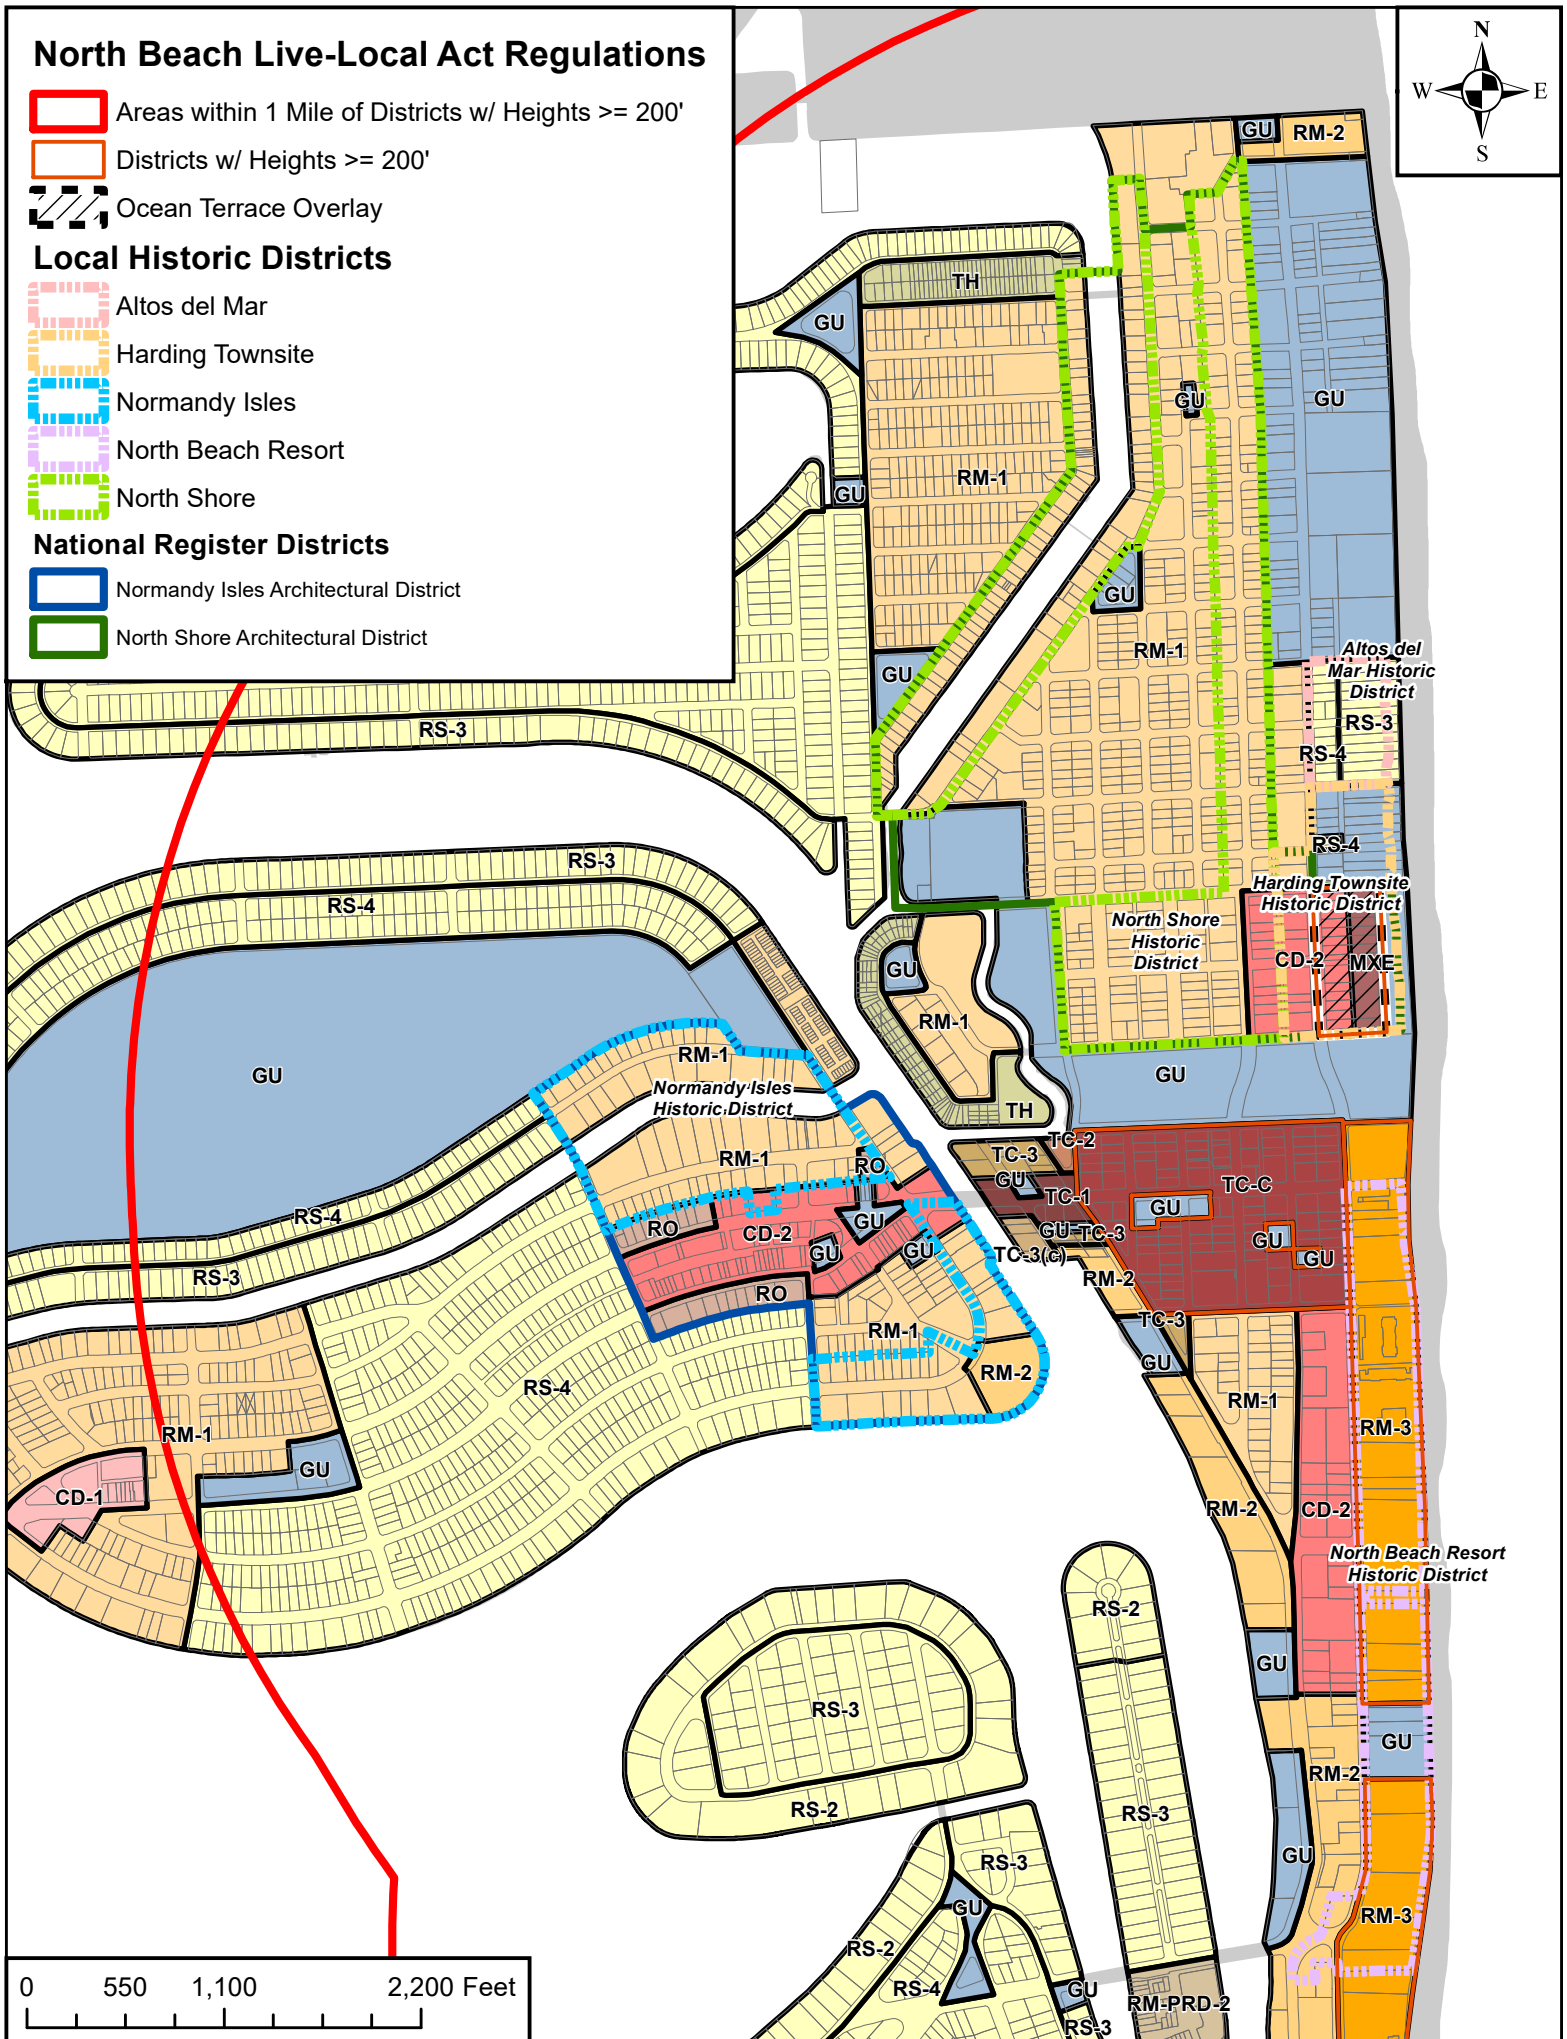 North Beach Live-Local Act Regulations
Areas within 1 Mile of Districts w/ Heights >= 200'
Districts w/ Heights >= 200'
Ocean Terrace Overlay
Local Historic Districts
Altos del Mar
Harding Townsite
Normandy Isles
North Beach Resort
North Shore
National Register Districts
Normandy Isles Architectural District
North Shore Architectural District
N
W
E
S
GU
RM-2
TH
GU
GU
GU
RM-1
GU
GU
RM-1
Altos del
Mar Historic
District
GU
RS-3
RS-3
RS-4
RS-4
RS-3
Harding Townsite
Historic District
RS-4
North Shore
Historic
District
CD-2
MXE
GU
RM-1
RM-1
GU
GU
Normandy Isles
Historic District
TH
TC-2
TC-3
RM-1
RO
GU
TC-1
TC-C
GU
RS-4
RO
CD-2
GU
GU
GU
GU
TC-3
GU
GU
TC-3(c)
RS-3
RM-2
RO
TC-3
RM-1
GU
RM-2
RS-4
RM-1
RM-3
RM-1
GU
CD-1
RM-2
CD-2
North Beach Resort
Historic District
RS-2
GU
RS-3
GU
RM-2
RS-2
RS-3
GU
RS-3
GU
RM-3
RS-2
RS-4
GU
RM-PRD-2
RS-3
0
550
1,100
2,200 Feet